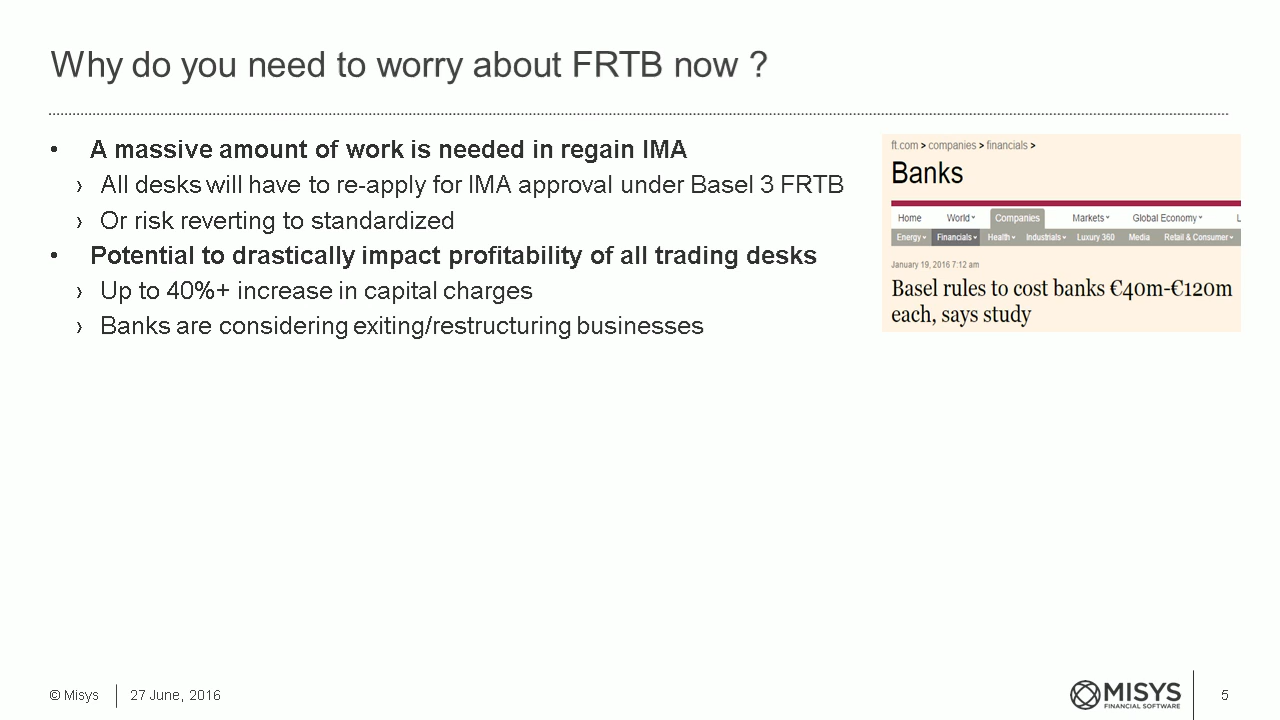 Why do you need to worry about FRTB now ?
• A massive amount of work is needed in regain IMA
› All desks will have to re-apply for IMA approval under Basel 3 FRTB
› Or risk reverting to standardized
• Potential to drastically impact profitability of all trading desks
› Up to 40%+ increase in capital charges
› Banks are considering exiting/restructuring businesses
ft.com > companies > financials >
Banks
Home World Companies Markets Global Economy L
Energy Financials Health Industrials Luxury 360 Media Retail & Consumer
January 19, 2016 7:12 am
Basel rules to cost banks €40m-€120m
each, says study
© Misys 27 June, 2016
MISYS
FINANCIAL SOFTWARE
5